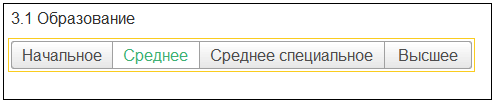 3.1 Образование
Начальное Среднее Среднее специальное Высшее